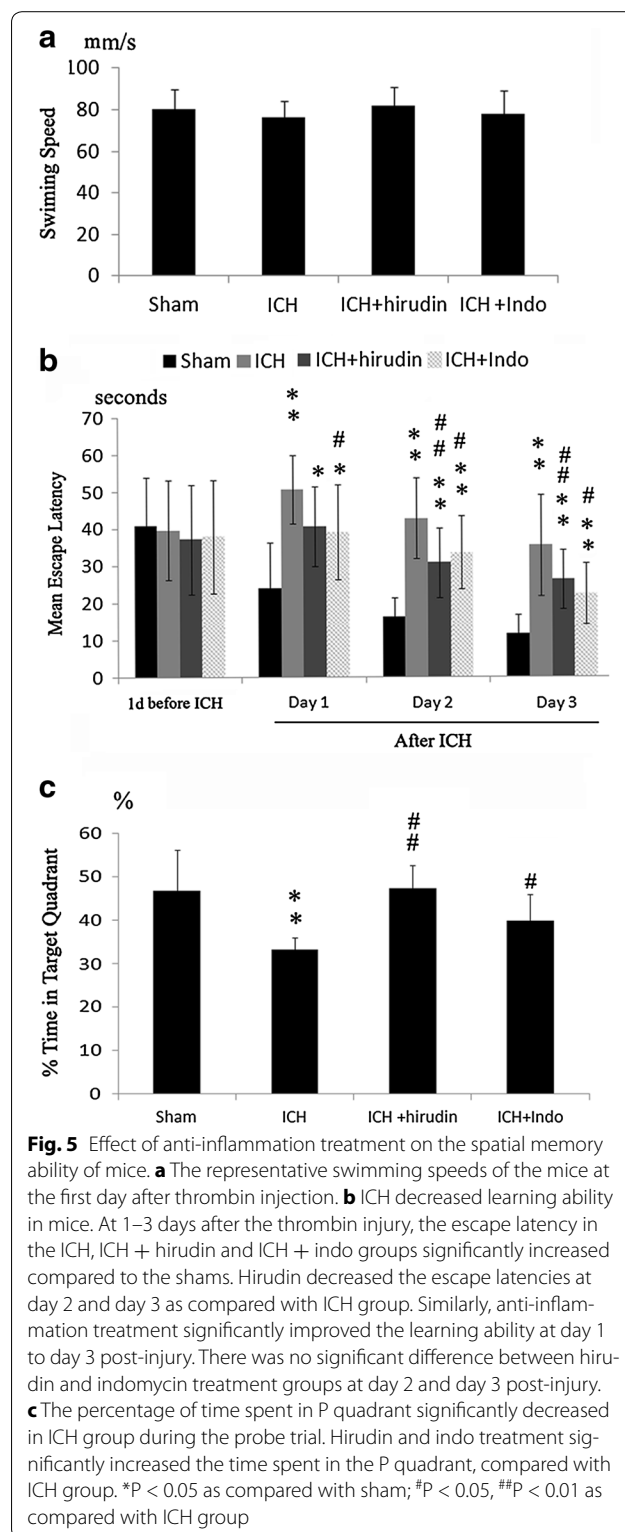 a mm/s
100
80
60
40
20
0
Swiming Speed
Sham ICH ICH+hirudin ICH +Indo
b Sham ICH ICH+hirudin ICH+Indo
seconds
70
60
50
40
30
20
10
0
Mean Escape Latency
* * * # * * * # # * * # * * * * # # * * # * *
1d before ICH Day 1 Day 2 Day 3
After ICH
c %
60
50
40
30
20
10
0
% Time in Target Quadrant
* * # # #
Sham ICH ICH +hirudin ICH+Indo
Fig. 5 Effect of anti-inflammation treatment on the spatial memory
ability of mice. a The representative swimming speeds of the mice at
the first day after thrombin injection. b ICH decreased learning ability
in mice. At 1–3 days after the thrombin injury, the escape latency in
the ICH, ICH + hirudin and ICH + indo groups significantly increased
compared to the shams. Hirudin decreased the escape latencies at
day 2 and day 3 as compared with ICH group. Similarly, anti-inflam-
mation treatment significantly improved the learning ability at day 1
to day 3 post-injury. There was no significant difference between hiru-
din and indomycin treatment groups at day 2 and day 3 post-injury.
c The percentage of time spent in P quadrant significantly decreased
in ICH group during the probe trial. Hirudin and indo treatment sig-
nificantly increased the time spent in the P quadrant, compared with
ICH group. *P < 0.05 as compared with sham; #P < 0.05, ##P < 0.01 as
compared with ICH group